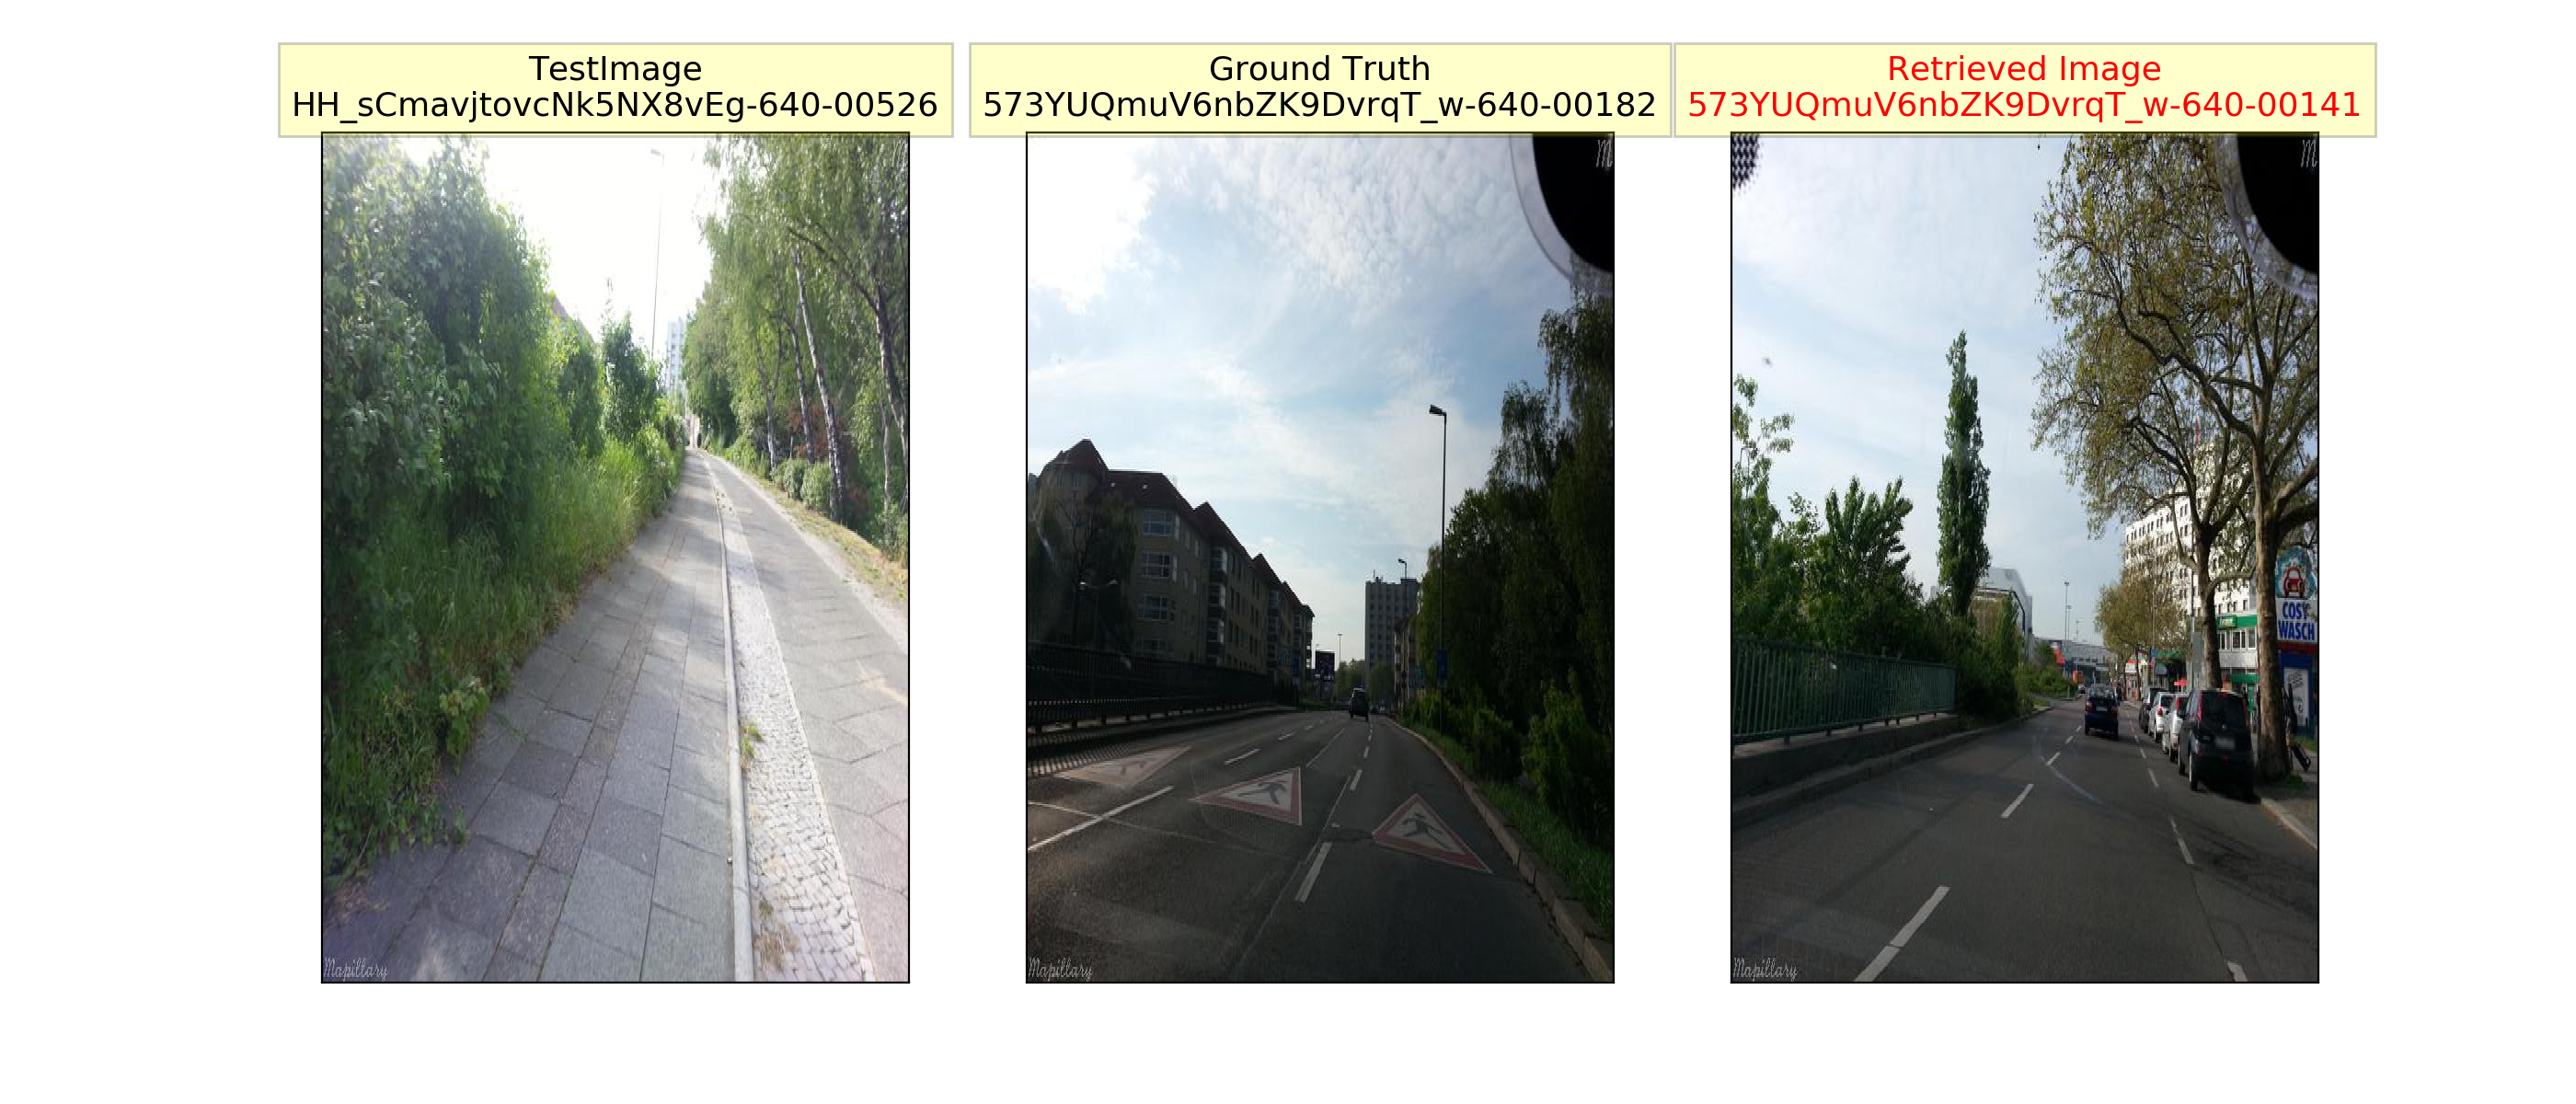 TestImage
HH_sCmavjtovcNk5NX8vEg-640-00526
Ground Truth
573YUQmuV6nbZK9DvrqT_w-640-00182
Retrieved Image
573YUQmuV6nbZK9DvrqT_w-640-00141
M
M
COSY
WASCH
Mapillary
Mapillary
Mapillary